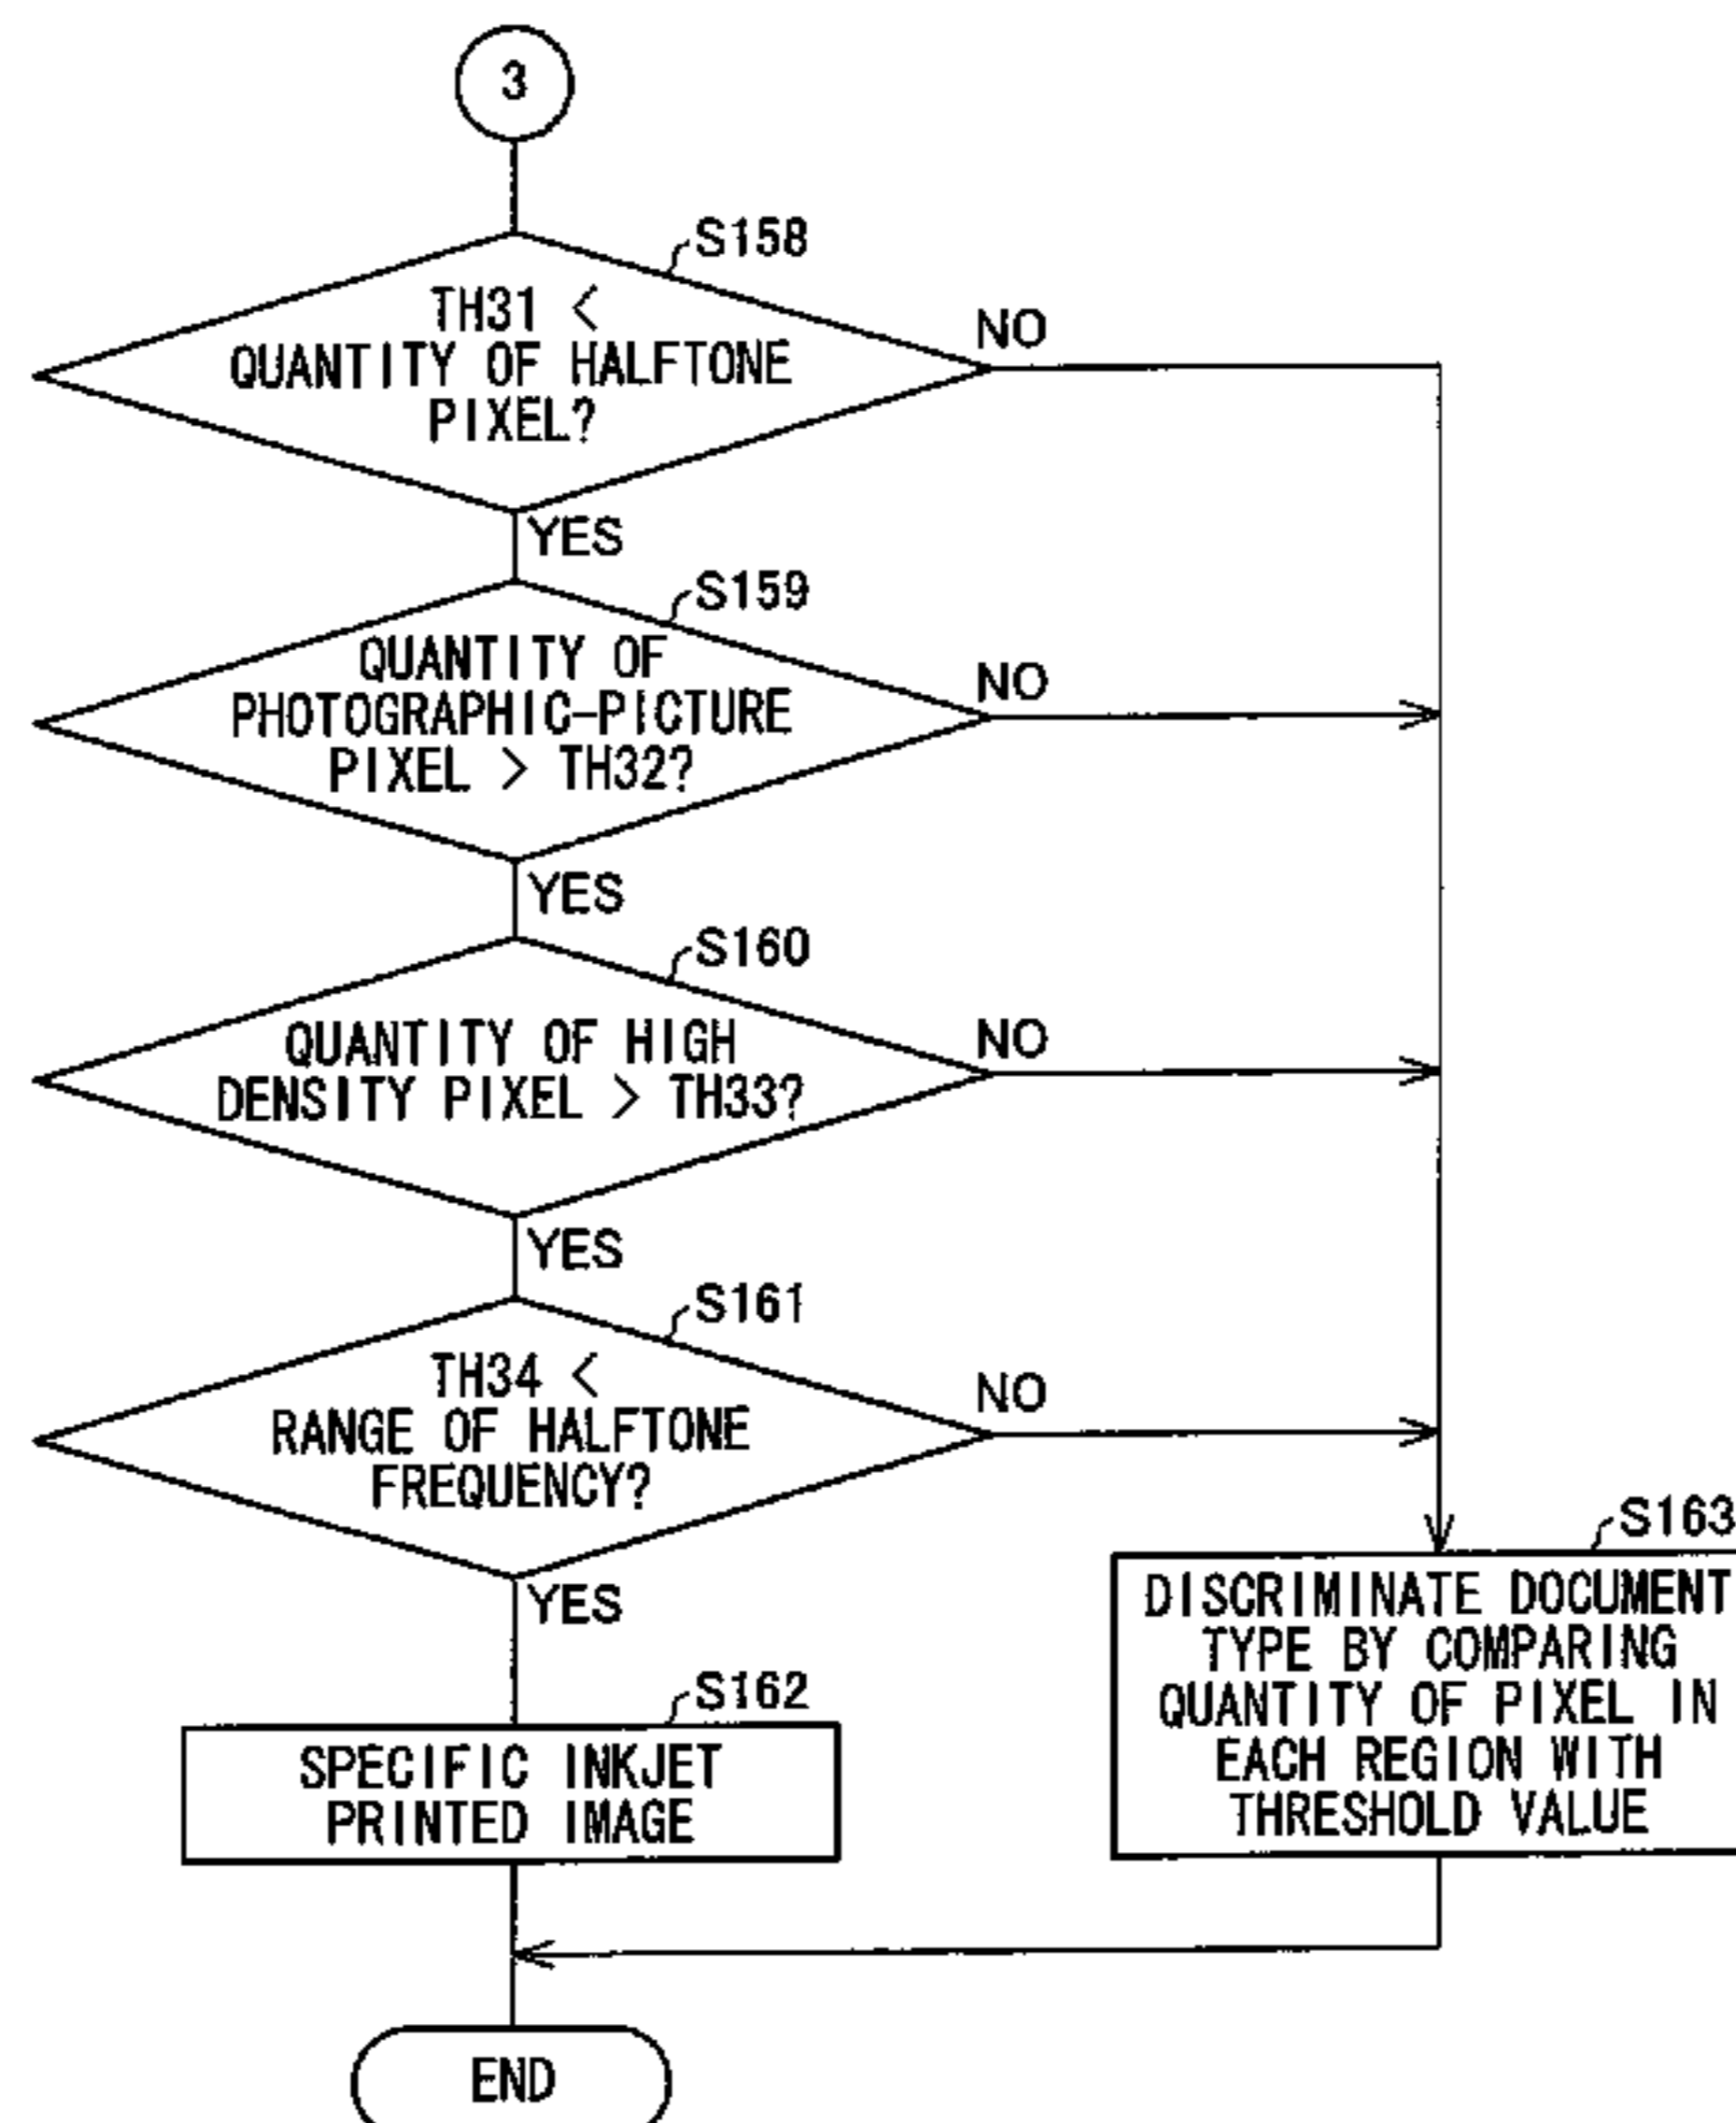 3
S158
TH31 <
QUANTITY OF HALFTONE
PIXEL?
NO
YES
S159
QUANTITY OF
PHOTOGRAPHIC-PICTURE
PIXEL > TH32?
NO
YES
S160
QUANTITY OF HIGH
DENSITY PIXEL > TH33?
NO
YES
S161
TH34 <
RANGE OF HALFTONE
FREQUENCY?
NO
YES
S162
SPECIFIC INKJET
PRINTED IMAGE
S163
DISCRIMINATE DOCUMENT
TYPE BY COMPARING
QUANTITY OF PIXEL IN
EACH REGION WITH
THRESHOLD VALUE
END